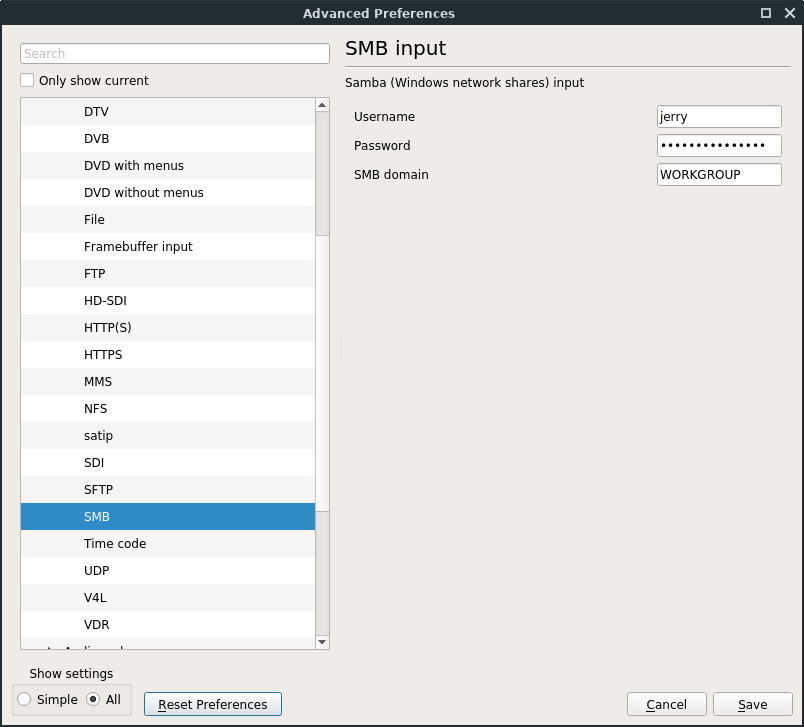 Advanced Preferences
Search
Only show current
DTV
DVB
DVD with menus
DVD without menus
File
Framebuffer input
FTP
HD-SDI
HTTP(S)
HTTPS
MMS
NFS
satip
SDI
SFTP
SMB
Time code
UDP
V4L
VDR
Show settings
Simple All
Reset Preferences
SMB input
Samba (Windows network shares) input
Username jerry
Password •••••••••••••••
SMB domain WORKGROUP
Cancel Save